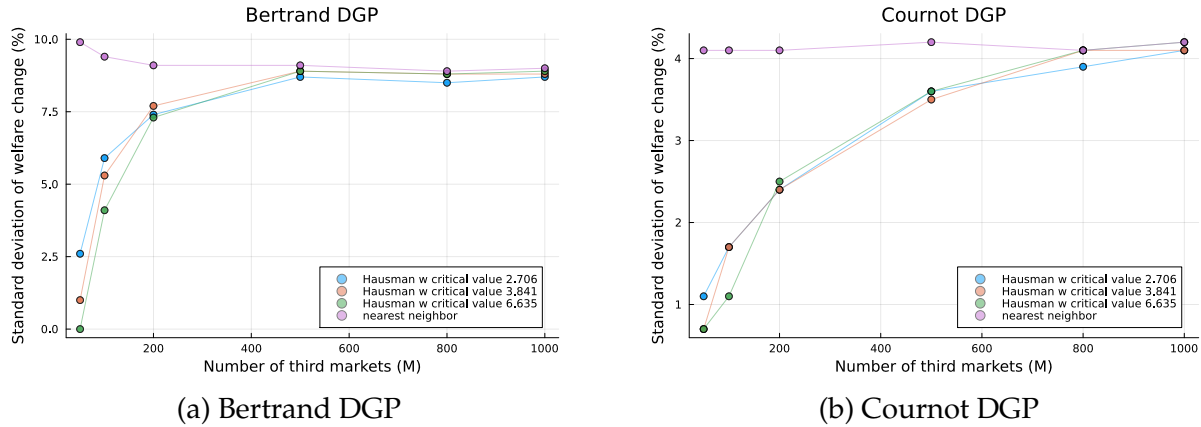 Bertrand DGP
Standard deviation of welfare change (%)
10.0
7.5
5.0
2.5
0.0
Hausman w critical value 2.706
Hausman w critical value 3.841
Hausman w critical value 6.635
nearest neighbor
200
400
600
800
1000
Number of third markets (M)
(a) Bertrand DGP
Cournot DGP
Standard deviation of welfare change (%)
4
3
2
1
Hausman w critical value 2.706
Hausman w critical value 3.841
Hausman w critical value 6.635
nearest neighbor
200
400
600
800
1000
Number of third markets (M)
(b) Cournot DGP